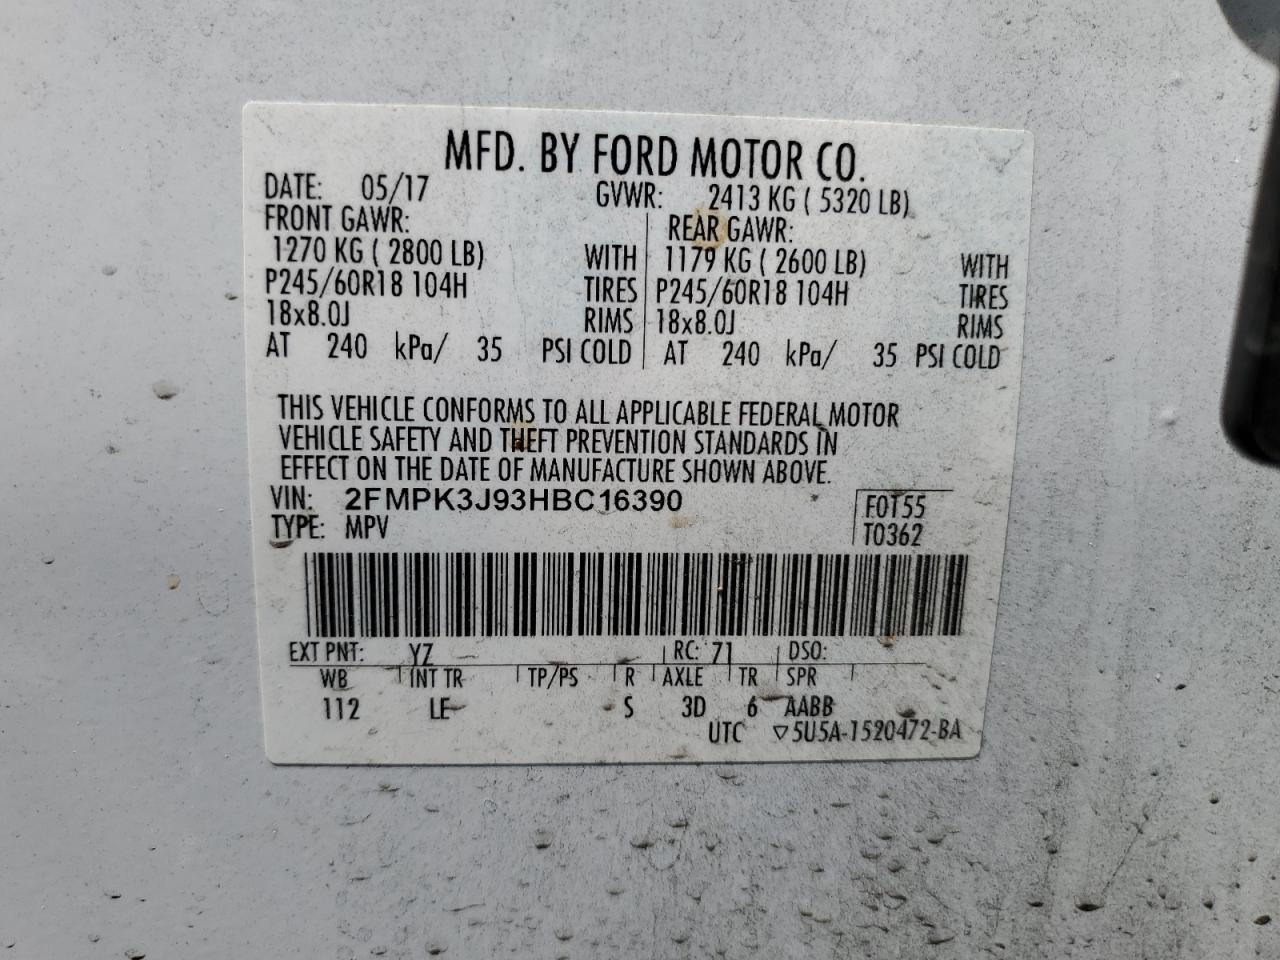 MFD. BY FORD MOTOR CO.
DATE: 05/17 GVWR: 2413 KG ( 5320 LB)
FRONT GAWR: REAR GAWR:
1270 KG ( 2800 LB) WITH 1179 KG ( 2600 LB) WITH
P245/60R18 104H TIRES P245/60R18 104H TIRES
18x8.0J RIMS 18x8.0J RIMS
AT 240 kPa/ 35 PSI COLD AT 240 kPa/ 35 PSI COLD
THIS VEHICLE CONFORMS TO ALL APPLICABLE FEDERAL MOTOR
VEHICLE SAFETY AND THEFT PREVENTION STANDARDS IN
EFFECT ON THE DATE OF MANUFACTURE SHOWN ABOVE.
VIN: 2FMPK3J93HBC16390 F0T55
TYPE: MPV T0362
EXT PNT: YZ RC: 71 DSO:
WB INT TR TP/PS R AXLE TR SPR
112 LE S 3D 6 AABB
UTC ▽5U5A-1520472-BA